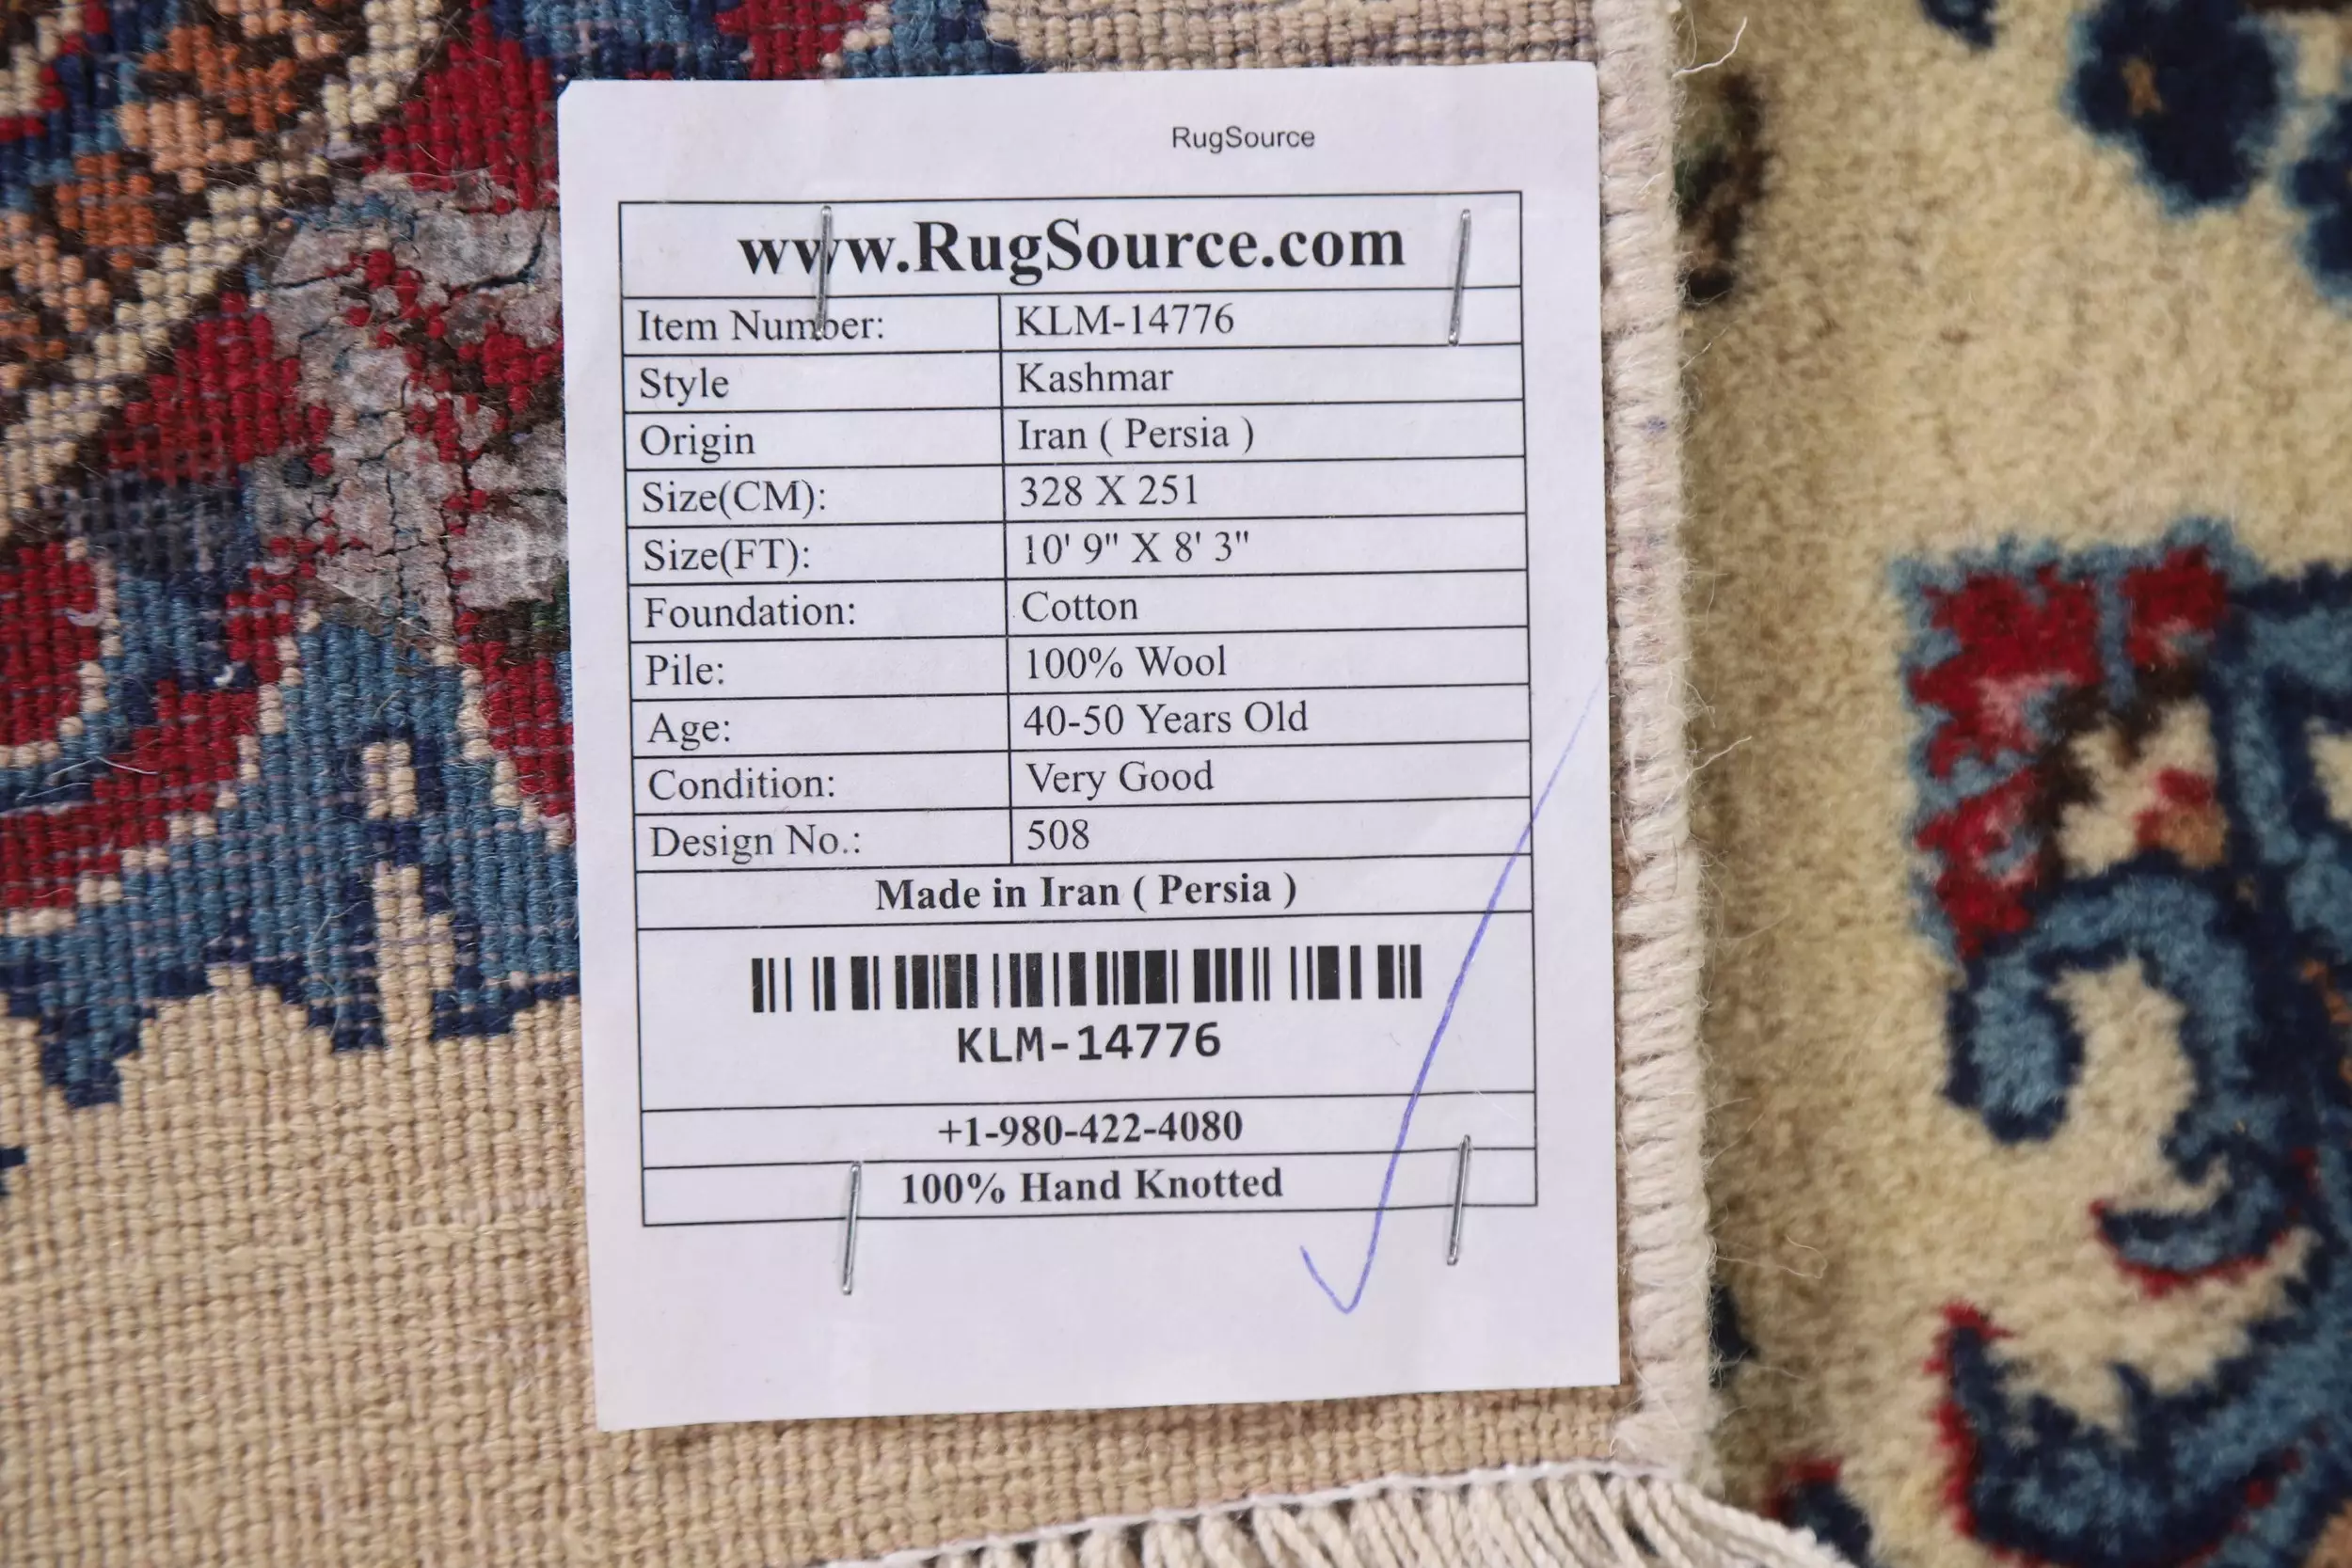 RugSource
www.RugSource.com
Item Number: KLM-14776
Style Kashmar
Origin Iran ( Persia )
Size(CM): 328 X 251
Size(FT): 10' 9" X 8' 3"
Foundation: Cotton
Pile: 100% Wool
Age: 40-50 Years Old
Condition: Very Good
Design No.: 508
Made in Iran ( Persia )
KLM-14776
+1-980-422-4080
100% Hand Knotted